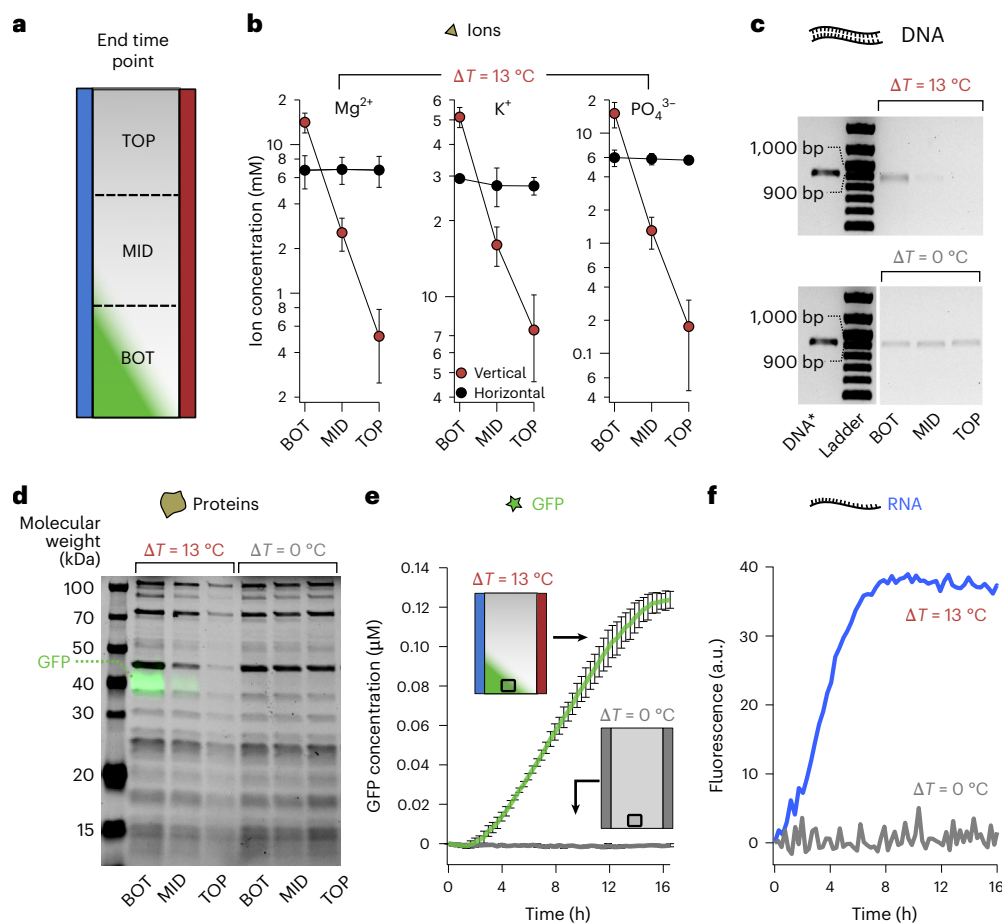 a
End time
point
TOP
MID
BOT
b
Ions
ΔT = 13 °C
Mg²⁺
K⁺
PO₄³⁻
Ion concentration (mM)
2
10
8
6
4
2
1
8
6
4
2
6
5
4
3
2
10
7
6
5
4
2
10
6
4
2
1
6
4
2
0.1
6
4
Vertical
Horizontal
BOT
MID
TOP
BOT
MID
TOP
BOT
MID
TOP
c
DNA
ΔT = 13 °C
1,000 bp
900 bp
ΔT = 0 °C
1,000 bp
900 bp
DNA*
Ladder
BOT
MID
TOP
d
Proteins
Molecular
weight
(kDa)
ΔT = 13 °C
ΔT = 0 °C
100
70
50
GFP
40
30
20
15
BOT
MID
TOP
BOT
MID
TOP
e
GFP
GFP concentration (μM)
0.14
0.12
0.10
0.08
0.06
0.04
0.02
0
ΔT = 13 °C
ΔT = 0 °C
0
4
8
12
16
Time (h)
f
RNA
Fluorescence (a.u.)
40
30
20
10
0
ΔT = 13 °C
ΔT = 0 °C
0
4
8
12
16
Time (h)